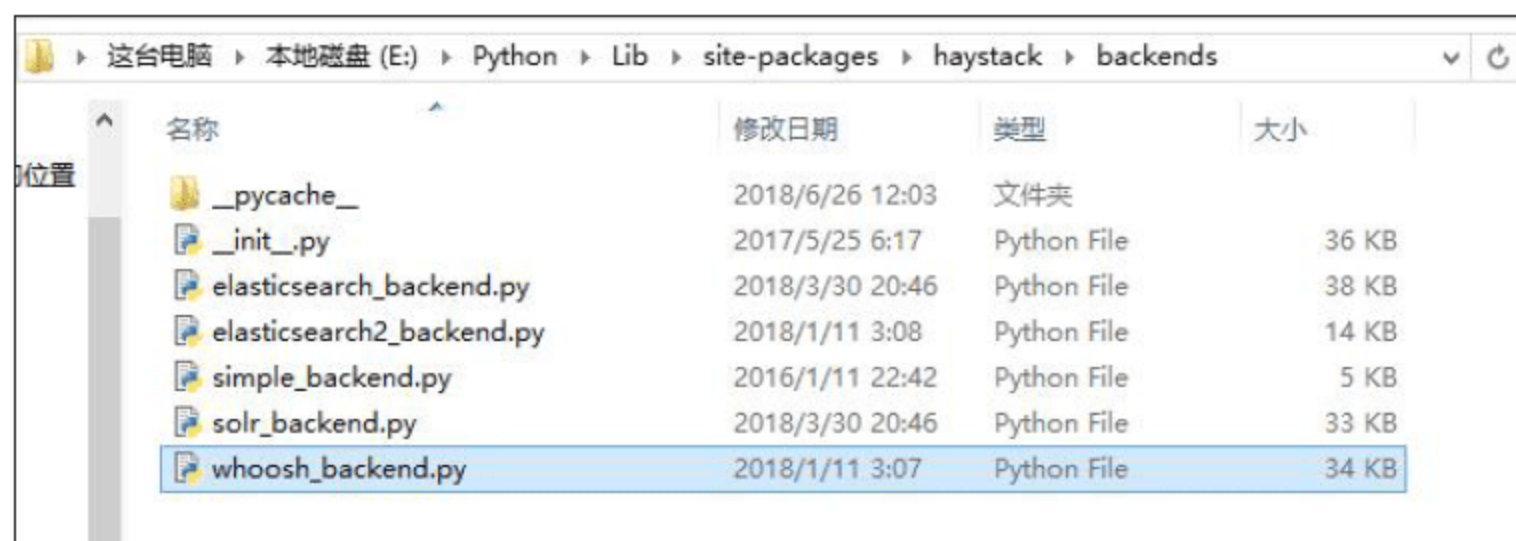 这台电脑 本地磁盘 (E:) Python Lib site-packages haystack backends
名称 修改日期 类型 大小
的位置
__pycache__ 2018/6/26 12:03 文件夹
__init__.py 2017/5/25 6:17 Python File 36 KB
elasticsearch_backend.py 2018/3/30 20:46 Python File 38 KB
elasticsearch2_backend.py 2018/1/11 3:08 Python File 14 KB
simple_backend.py 2016/1/11 22:42 Python File 5 KB
solr_backend.py 2018/3/30 20:46 Python File 33 KB
whoosh_backend.py 2018/1/11 3:07 Python File 34 KB